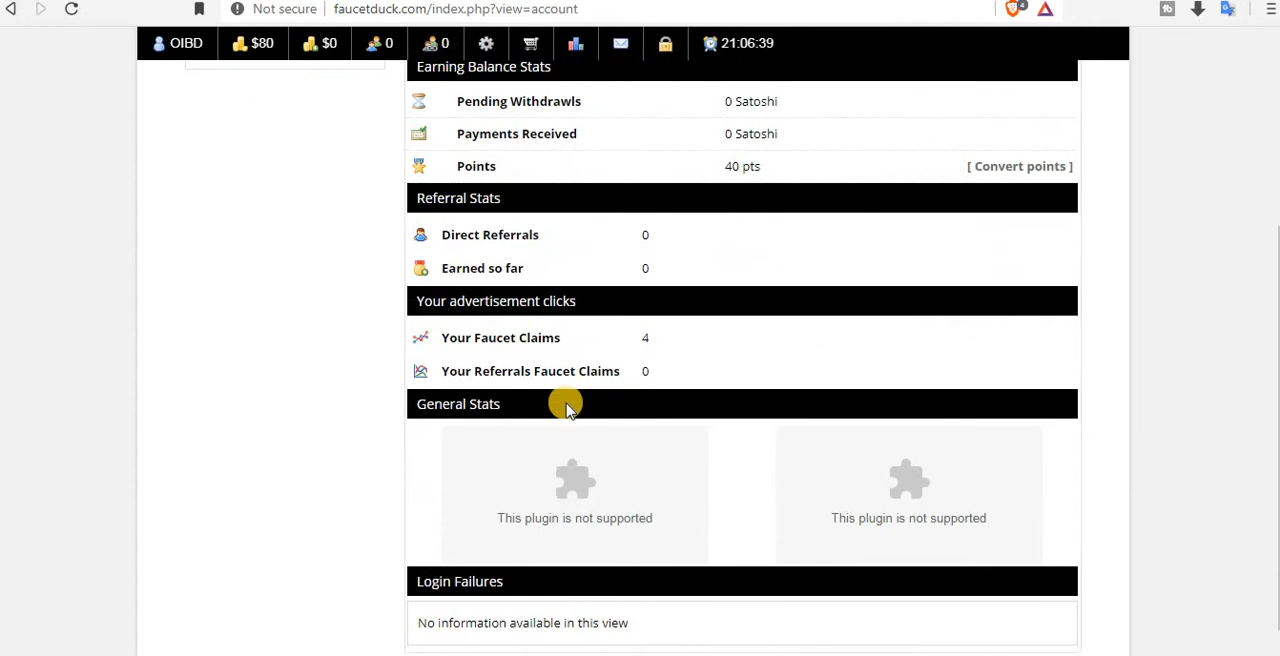 Not secure faucetduck.com/index.php?view=account 4
OIBD $80 $0 0 0 21:06:39
Earning Balance Stats
Pending Withdrawls 0 Satoshi
Payments Received 0 Satoshi
Points 40 pts [ Convert points ]
Referral Stats
Direct Referrals 0
Earned so far 0
Your advertisement clicks
Your Faucet Claims 4
Your Referrals Faucet Claims 0
General Stats
This plugin is not supported This plugin is not supported
Login Failures
No information available in this view